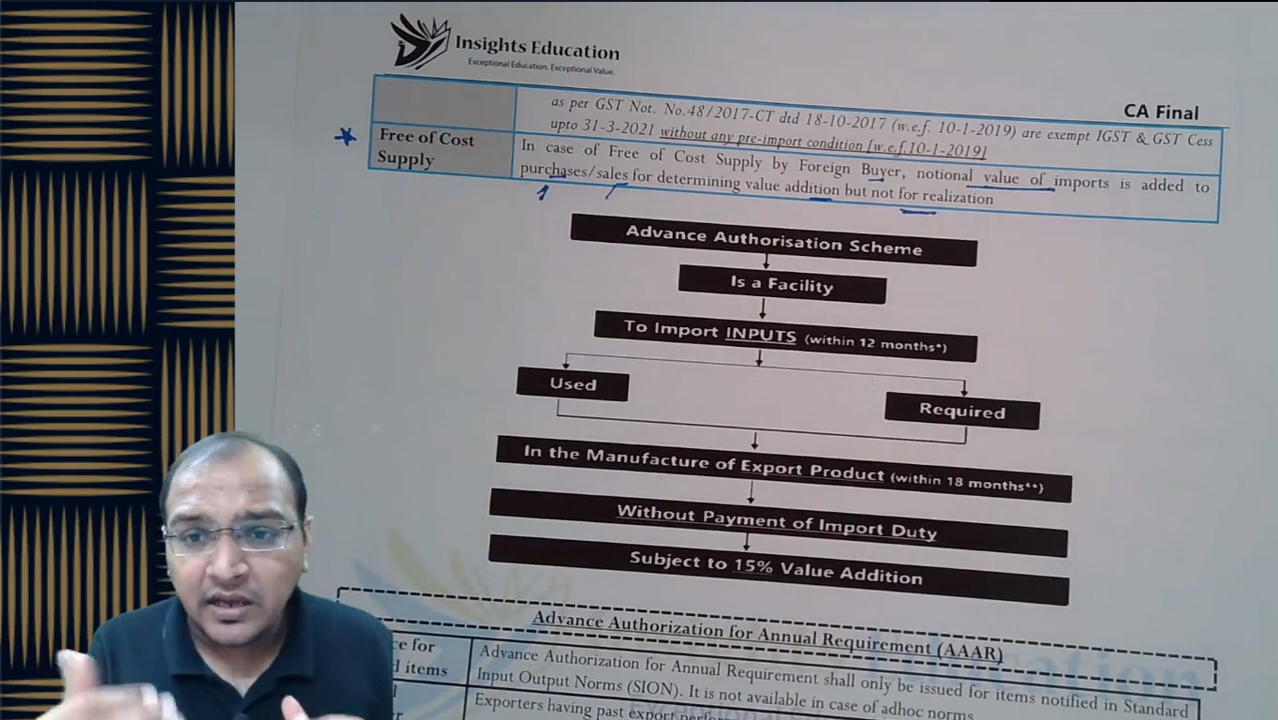 Insights Education
Exceptional Education. Exceptional Value.
CA Final
as per GST Not. No.48/2017-CT dtd 18-10-2017 (w.e.f. 10-1-2019) are exempt IGST & GST Cess
upto 31-3-2021 without any pre-import condition [w.e.f.10-1-2019]
Free of Cost
Supply
In case of Free of Cost Supply by Foreign Buyer, notional value of imports is added to
purchases/sales for determining value addition but not for realization
Advance Authorisation Scheme
Is a Facility
To Import INPUTS (within 12 months*)
Used
Required
In the Manufacture of Export Product (within 18 months**)
Without Payment of Import Duty
Subject to 15% Value Addition
Advance Authorization for Annual Requirement (AAAR)
ce for
d items
Advance Authorization for Annual Requirement shall only be issued for items notified in Standard
Input Output Norms (SION). It is not available in case of adhoc norms
Exporters having past export